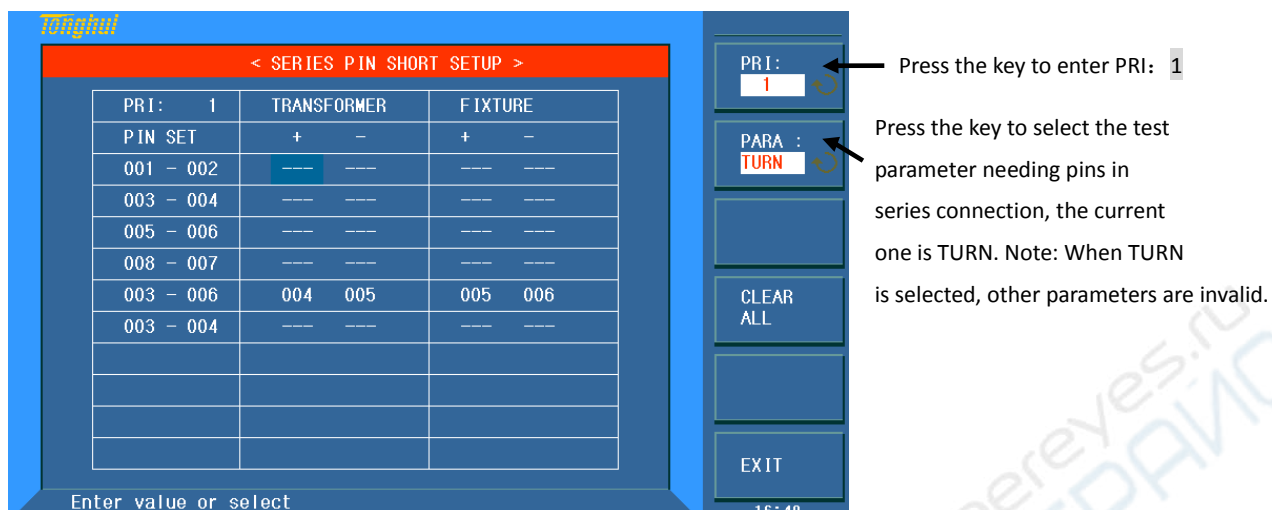 Tonghui
< SERIES PIN SHORT SETUP >
PRI: 1 TRANSFORMER FIXTURE
PIN SET + - + -
001 - 002 --- --- --- ---
003 - 004 --- --- --- ---
005 - 006 --- --- --- ---
008 - 007 --- --- --- ---
003 - 006 004 005 005 006
003 - 004 --- --- --- ---
Enter value or select
PRI:
1
PARA :
TURN
CLEAR
ALL
EXIT
Press the key to enter PRI：1
Press the key to select the test
parameter needing pins in
series connection, the current
one is TURN. Note: When TURN
is selected, other parameters are invalid.